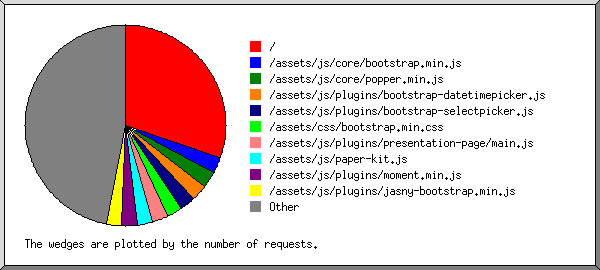 /
/assets/js/core/bootstrap.min.js
/assets/js/core/popper.min.js
/assets/js/plugins/bootstrap-datetimepicker.js
/assets/js/plugins/bootstrap-selectpicker.js
/assets/css/bootstrap.min.css
/assets/js/plugins/presentation-page/main.js
/assets/js/paper-kit.js
/assets/js/plugins/moment.min.js
/assets/js/plugins/jasny-bootstrap.min.js
Other
The wedges are plotted by the number of requests.